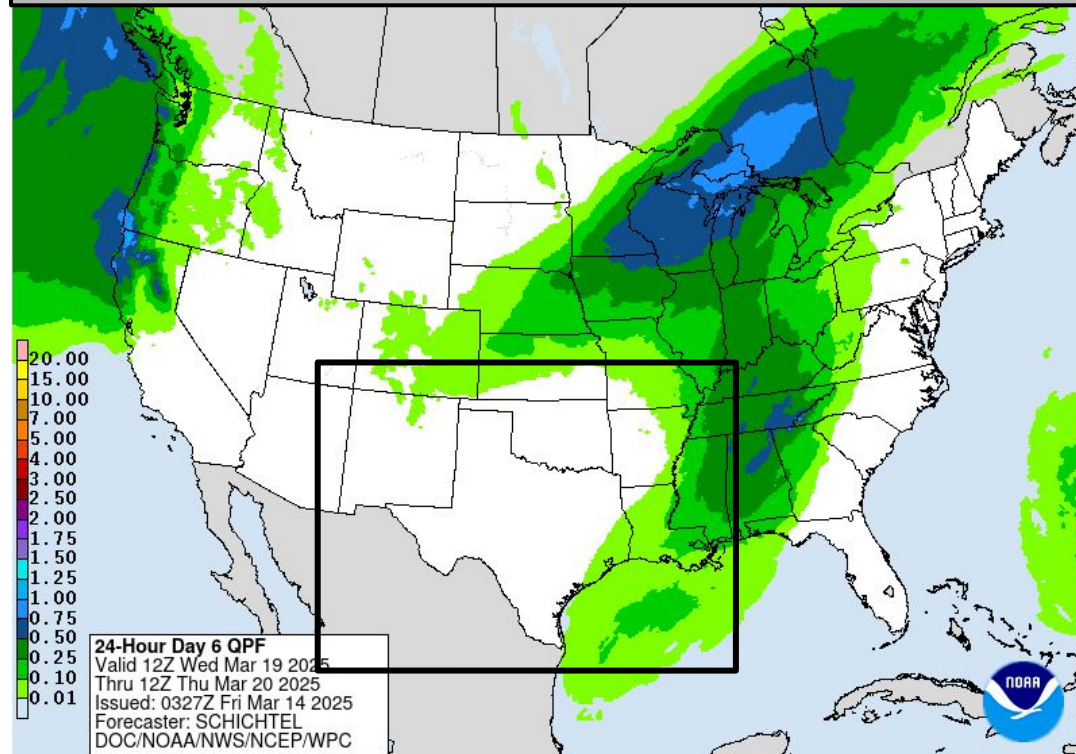 20.00
15.00
10.00
7.00
5.00
4.00
3.00
2.50
2.00
1.75
1.50
1.25
1.00
0.75
0.50
0.25
0.10
0.01
24-Hour Day 6 QPF
Valid 12Z Wed Mar 19 2025
Thru 12Z Thu Mar 20 2025
Issued: 0327Z Fri Mar 14 2025
Forecaster: SCHICHTEL
DOC/NOAA/NWS/NCEP/WPC
NOAA